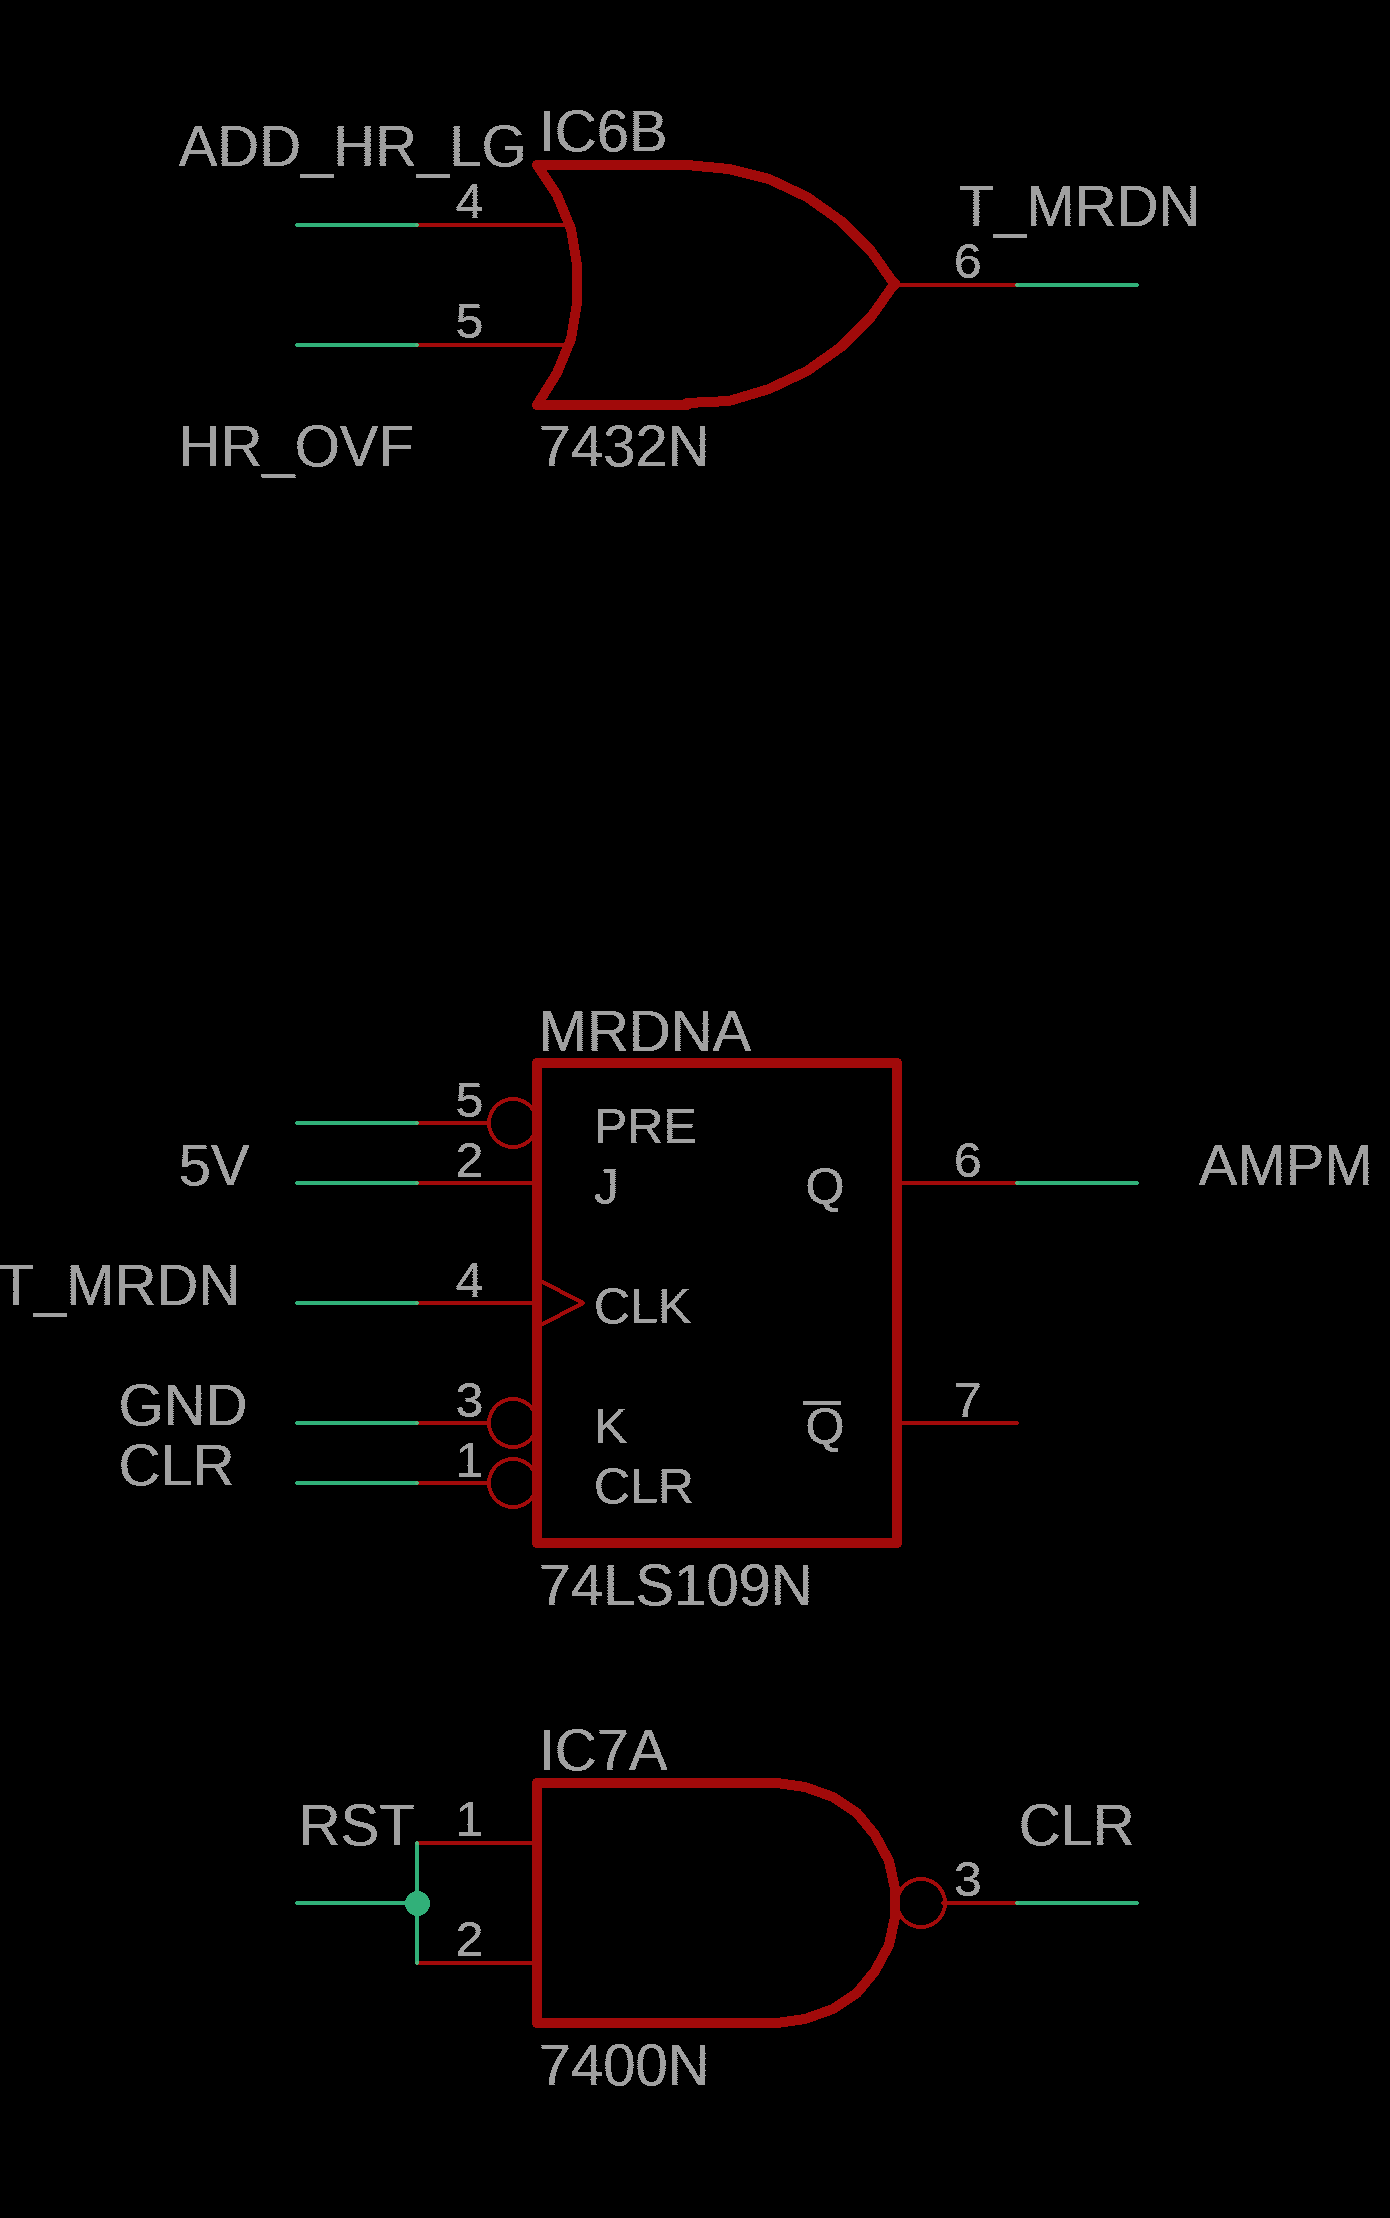 ADD_HR_LG IC6B
4
T_MRDN
6
5
HR_OVF 7432N
MRDNA
5 PRE
5V 2 J Q 6 AMPM
T_MRDN 4 CLK
GND 3 K Q 7
CLR 1 CLR
74LS109N
IC7A
RST 1 CLR
3
2
7400N